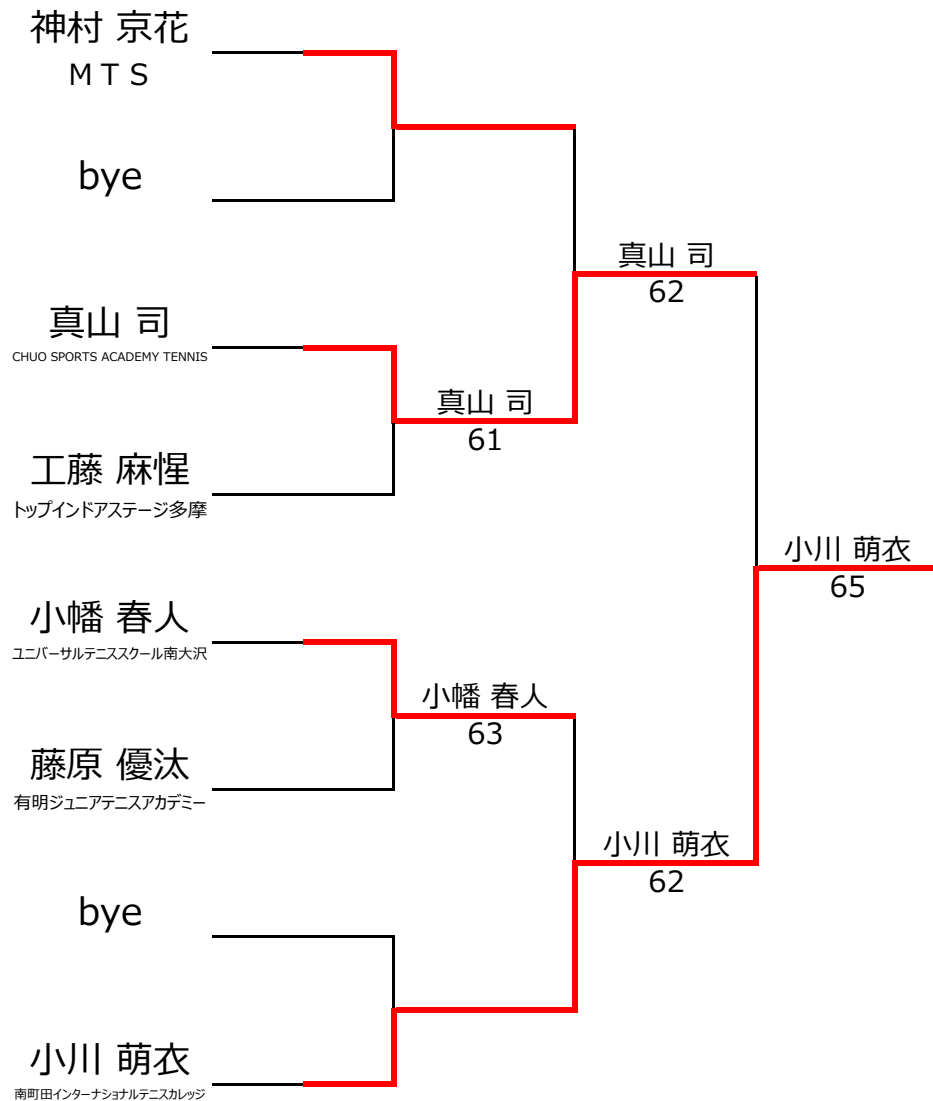 神村 京花
ＭＴＳ
bye
真山 司
CHUO SPORTS ACADEMY TENNIS
工藤 麻惺
トップインドアステージ多摩
小幡 春人
ユニバーサルテニススクール南大沢
藤原 優汰
有明ジュニアテニスアカデミー
bye
小川 萌衣
南町田インターナショナルテニスカレッジ
真山 司
61
小幡 春人
63
真山 司
62
小川 萌衣
62
小川 萌衣
65